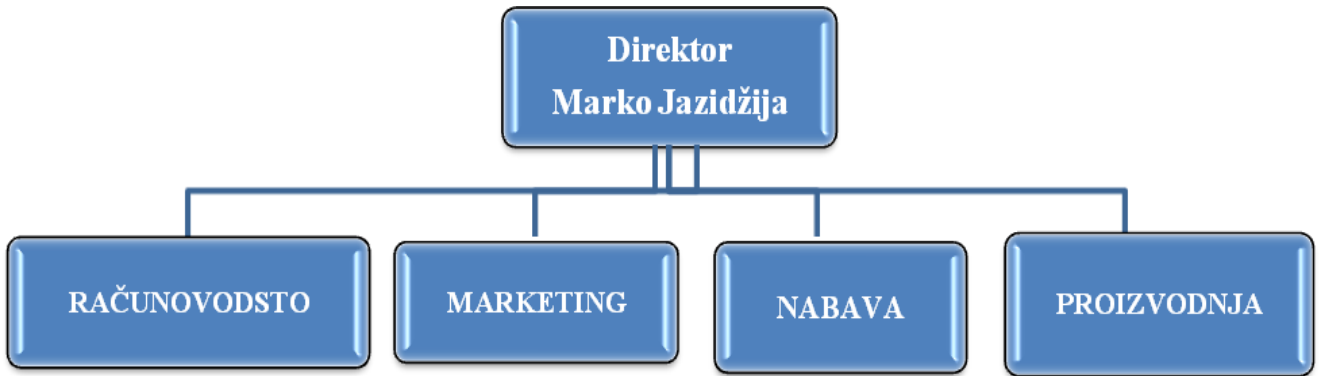 Direktor
Marko Jazidžija
RAČUNOVODSTO
MARKETING
NABAVA
PROIZVODNJA